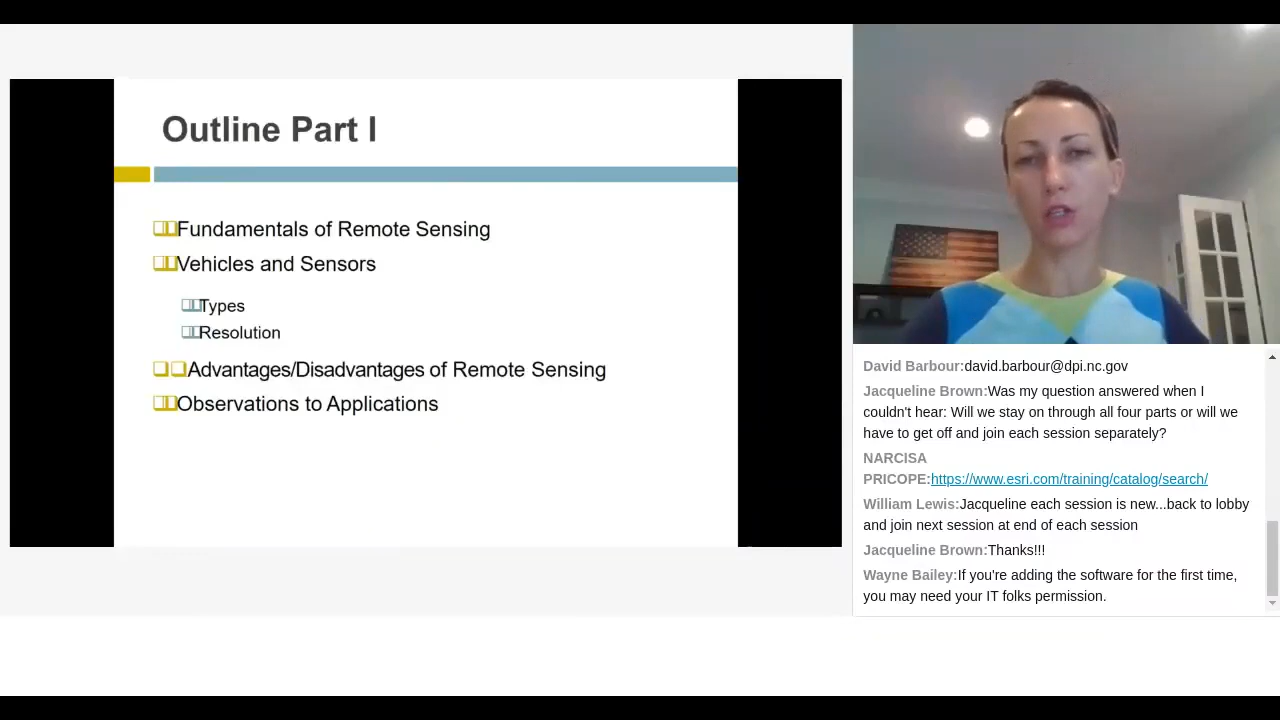 Outline Part I
Fundamentals of Remote Sensing
Vehicles and Sensors
Types
Resolution
Advantages/Disadvantages of Remote Sensing
Observations to Applications
David Barbour:david.barbour@dpi.nc.gov
Jacqueline Brown:Was my question answered when I
couldn't hear: Will we stay on through all four parts or will we
have to get off and join each session separately?
NARCISA
PRICOPE:https://www.esri.com/training/catalog/search/
William Lewis:Jacqueline each session is new...back to lobby
and join next session at end of each session
Jacqueline Brown:Thanks!!!
Wayne Bailey:If you're adding the software for the first time,
you may need your IT folks permission.